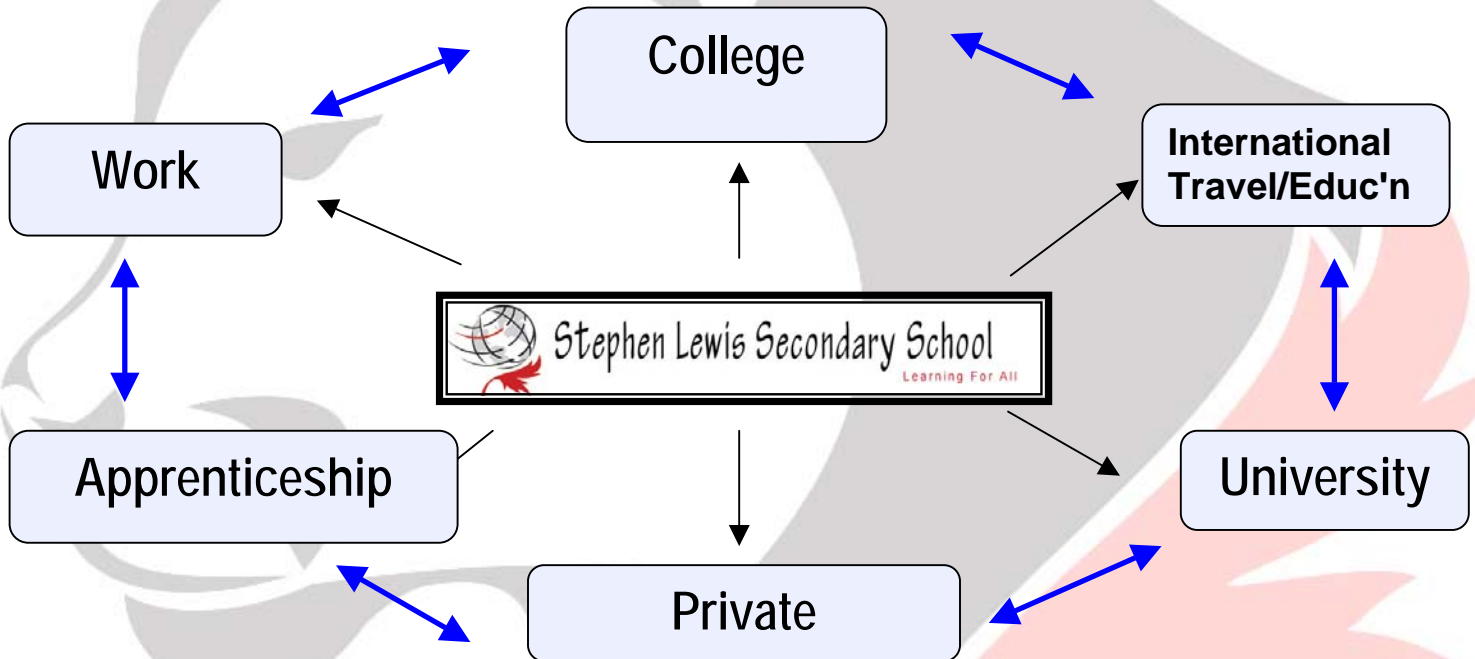 College
International
Travel/Educ'n
Work
Stephen Lewis Secondary School
Learning For All
Apprenticeship
University
Private